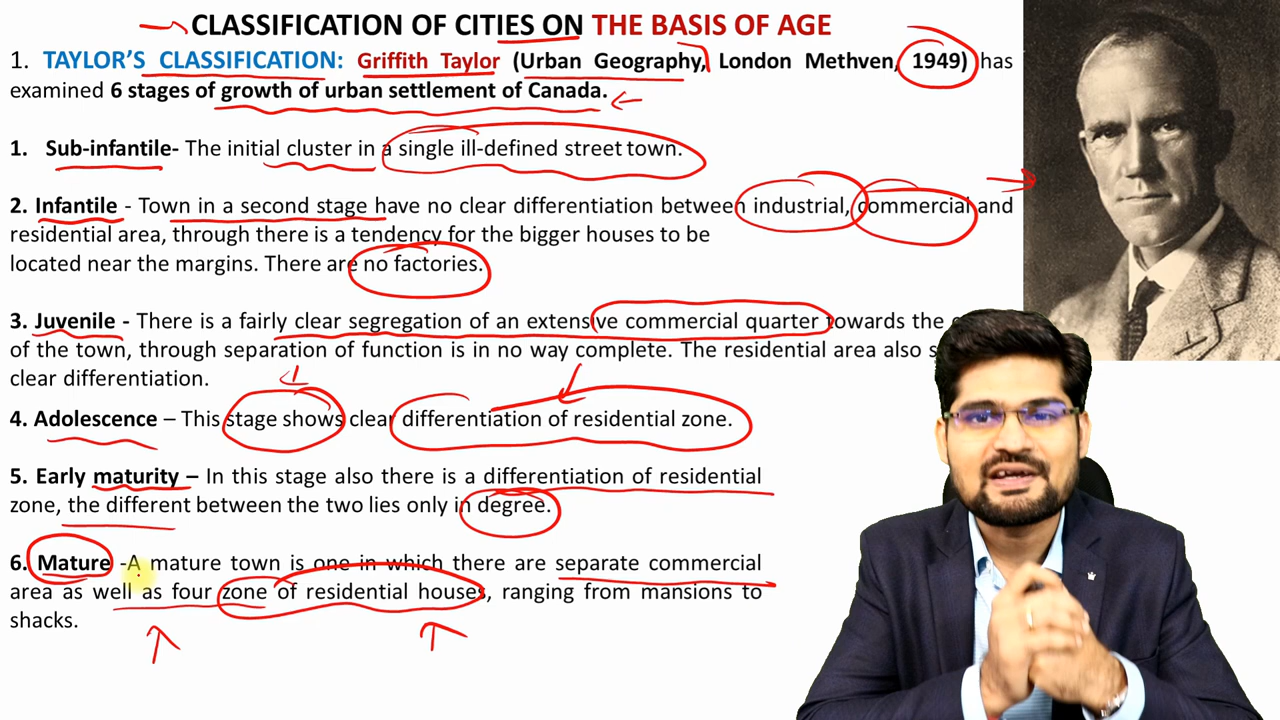 CLASSIFICATION OF CITIES ON THE BASIS OF AGE
1. TAYLOR'S CLASSIFICATION: Griffith Taylor (Urban Geography, London Methven, 1949) has
examined 6 stages of growth of urban settlement of Canada.
1. Sub-infantile- The initial cluster in a single ill-defined street town.
2. Infantile - Town in a second stage have no clear differentiation between industrial, commercial and
residential area, through there is a tendency for the bigger houses to be
located near the margins. There are no factories.
3. Juvenile - There is a fairly clear segregation of an extensive commercial quarter towards the
of the town, through separation of function is in no way complete. The residential area also
clear differentiation.
4. Adolescence – This stage shows clear differentiation of residential zone.
5. Early maturity – In this stage also there is a differentiation of residential
zone, the different between the two lies only in degree.
6. Mature -A mature town is one in which there are separate commercial
area as well as four zone of residential houses, ranging from mansions to
shacks.